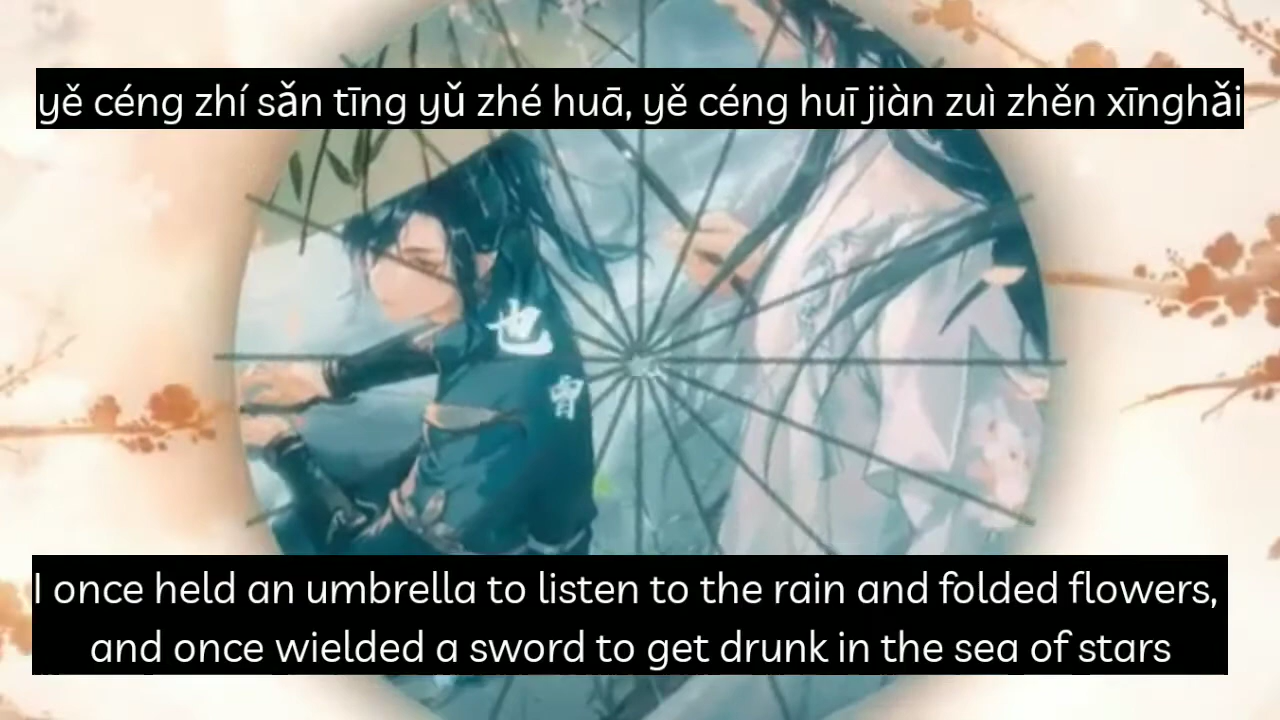 yě céng zhí sǎn tīng yǔ zhé huā, yě céng huī jiàn zuì zhěn xīnghǎi
也
曾
I once held an umbrella to listen to the rain and folded flowers,
and once wielded a sword to get drunk in the sea of stars